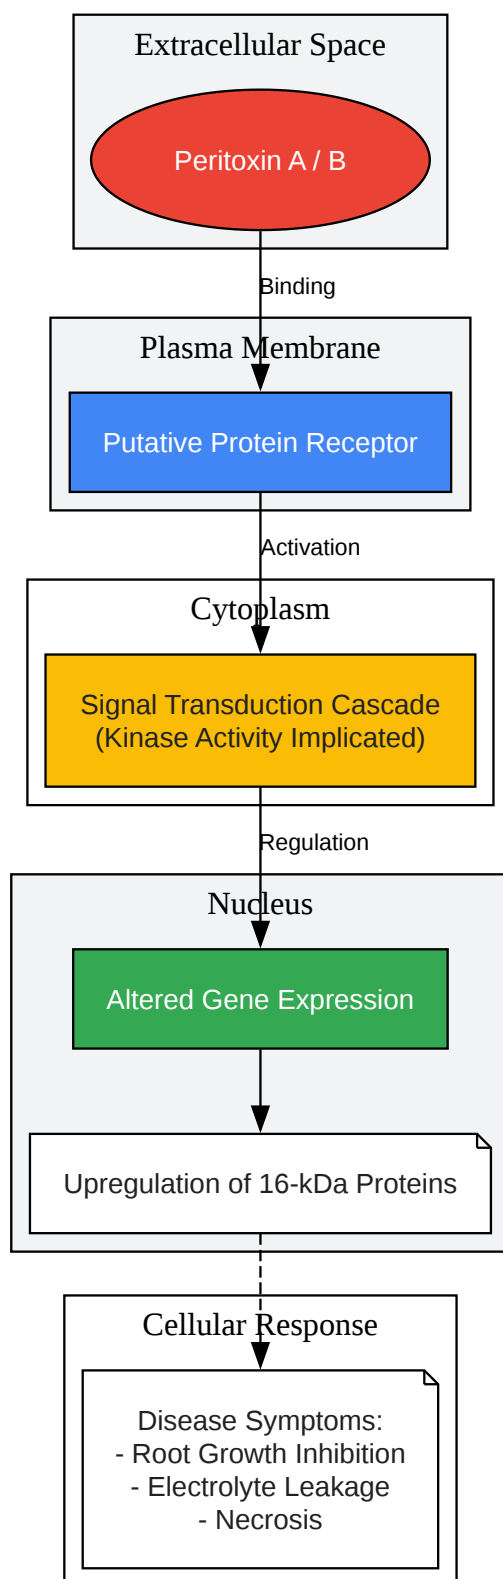 Extracellular Space
Peritoxin A / B
Binding
Plasma Membrane
Putative Protein Receptor
Activation
Cytoplasm
Signal Transduction Cascade
(Kinase Activity Implicated)
Regulation
Nucleus
Altered Gene Expression
Upregulation of 16-kDa Proteins
Cellular Response
Disease Symptoms:
- Root Growth Inhibition
- Electrolyte Leakage
- Necrosis